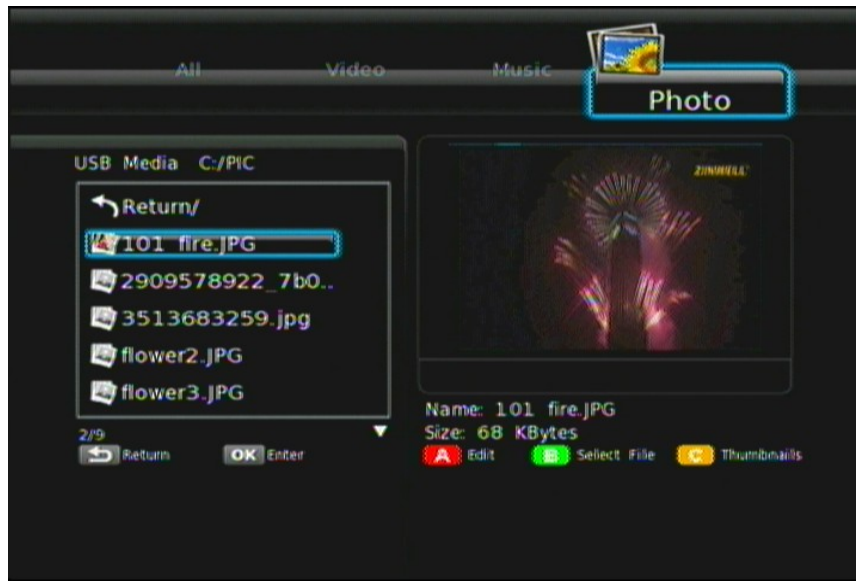 All Video Music Photo
USB Media C:/PIC
Return/
101 fire.JPG
2909578922_7b0..
3513683259.jpg
flower2.JPG
flower3.JPG
2/9
Return OK Enter
Name: 101 fire.JPG
Size: 68 KBytes
A Edit B Select File C Thumbnails